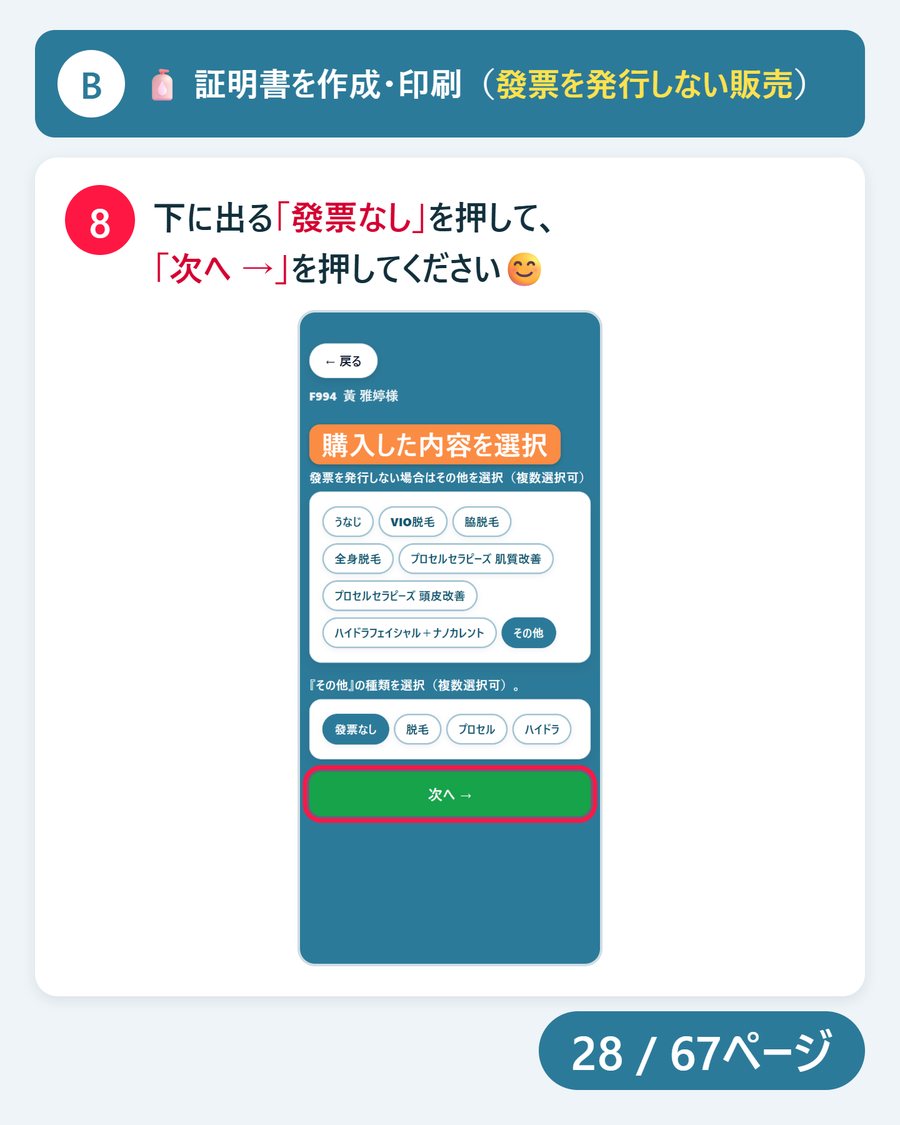 B 証明書を作成・印刷（發票を発行しない販売）
8 下に出る「發票なし」を押して、
「次へ →」を押してください
← 戻る
F994 黃 雅婷様
購入した内容を選択
發票を発行しない場合はその他を選択（複数選択可）
うなじ VIO脱毛 脇脱毛
全身脱毛 プロセルセラピーズ 肌質改善
プロセルセラピーズ 頭皮改善
ハイドラフェイシャル＋ナノカレント その他
『その他』の種類を選択（複数選択可）。
發票なし 脱毛 プロセル ハイドラ
次へ →
28 / 67ページ